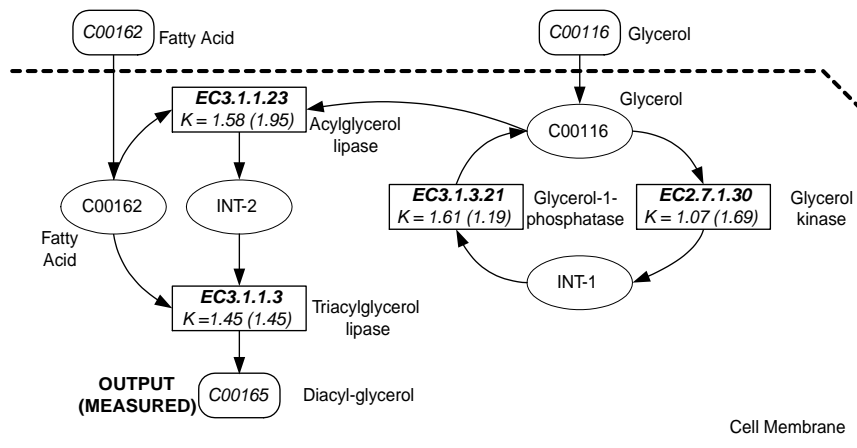 C00162
Fatty Acid
C00116
Glycerol
EC3.1.1.23
K = 1.58 (1.95)
Acylglycerol
lipase
Glycerol
C00116
C00162
Fatty
Acid
INT-2
EC3.1.3.21
K = 1.61 (1.19)
Glycerol-1-
phosphatase
EC2.7.1.30
K = 1.07 (1.69)
Glycerol
kinase
INT-1
EC3.1.1.3
K =1.45 (1.45)
Triacylglycerol
lipase
OUTPUT
(MEASURED)
C00165
Diacyl-glycerol
Cell Membrane